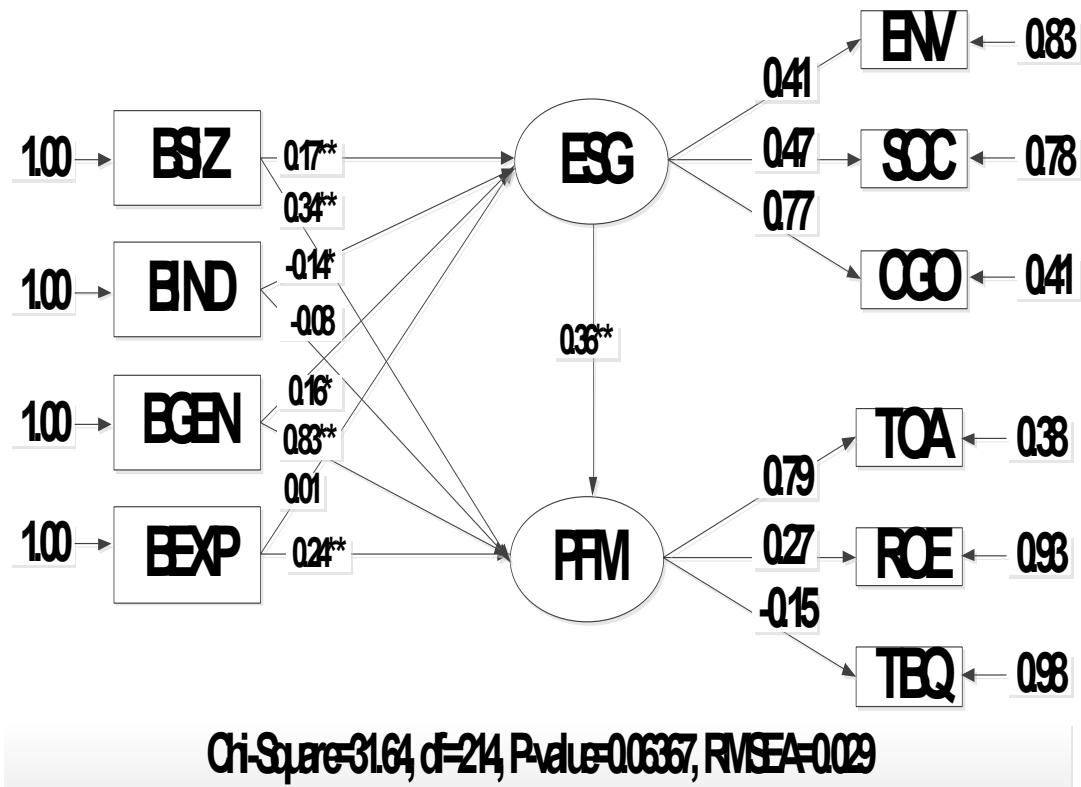 ENV
0.83
0.41
BSIZ
1.00
0.17**
ESG
0.47
SOC
0.78
0.34**
0.77
BIND
1.00
-0.14*
CGO
0.41
-0.08
0.36**
BGEN
1.00
0.16*
0.83**
TOA
0.38
0.79
0.01
BEXP
1.00
0.24**
PFM
0.27
ROE
0.93
-0.15
TBQ
0.98
Chi-Square=31.64, df=214, P-value=0.06367, RMSEA=0.029